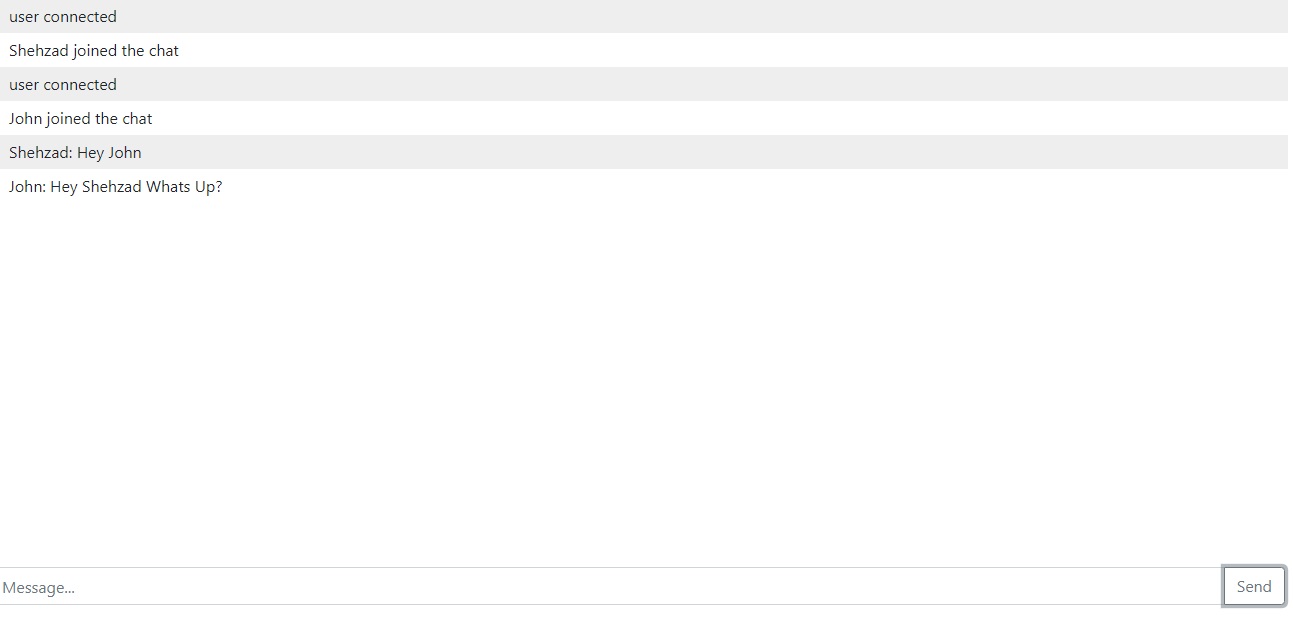 user connected
Shehzad joined the chat
user connected
John joined the chat
Shehzad: Hey John
John: Hey Shehzad Whats Up?
Message...
Send